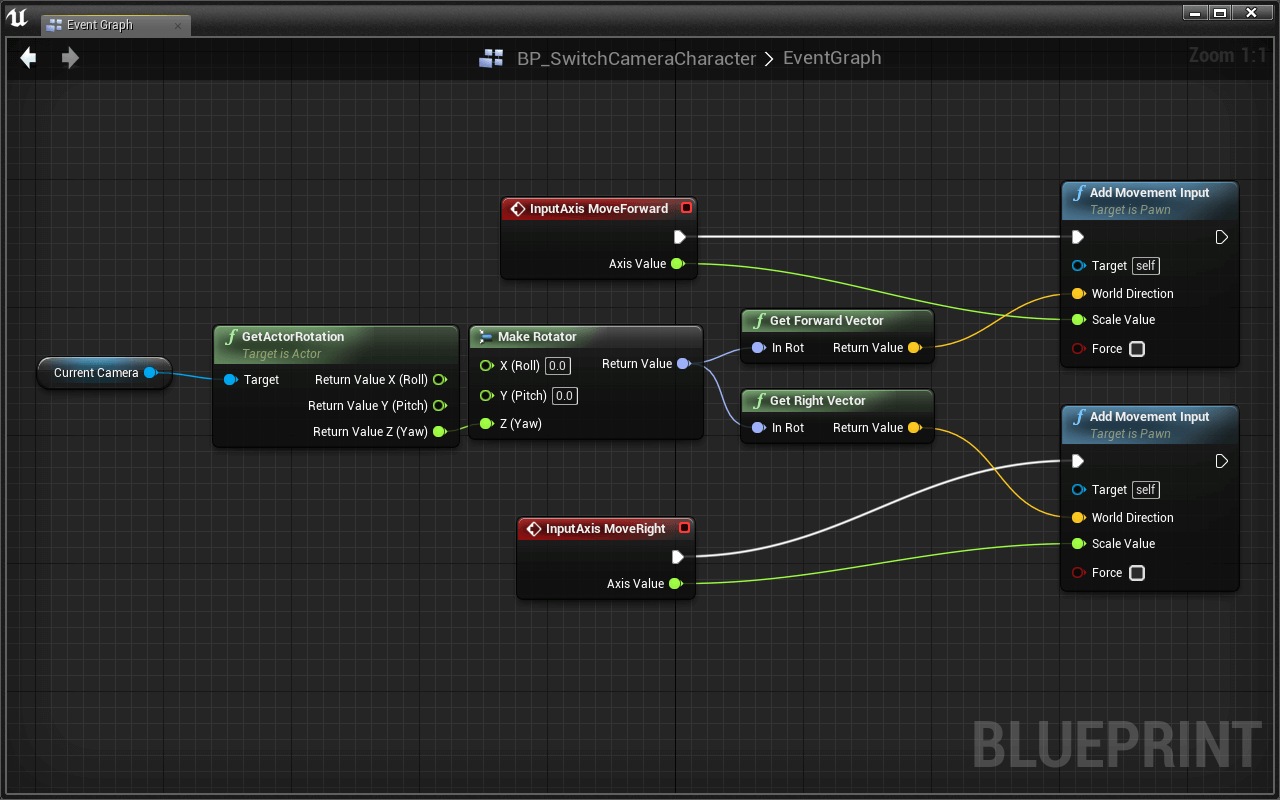 Event Graph
BP_SwitchCameraCharacter > EventGraph
Zoom 1:1
InputAxis MoveForward
Axis Value
Add Movement Input
Target is Pawn
Target self
World Direction
Scale Value
Force
Current Camera
GetActorRotation
Target is Actor
Target Return Value X (Roll)
Return Value Y (Pitch)
Return Value Z (Yaw)
Make Rotator
X (Roll) 0.0 Return Value
Y (Pitch) 0.0
Z (Yaw)
Get Forward Vector
In Rot Return Value
Get Right Vector
In Rot Return Value
Add Movement Input
Target is Pawn
Target self
World Direction
Scale Value
Force
InputAxis MoveRight
Axis Value
BLUEPRINT